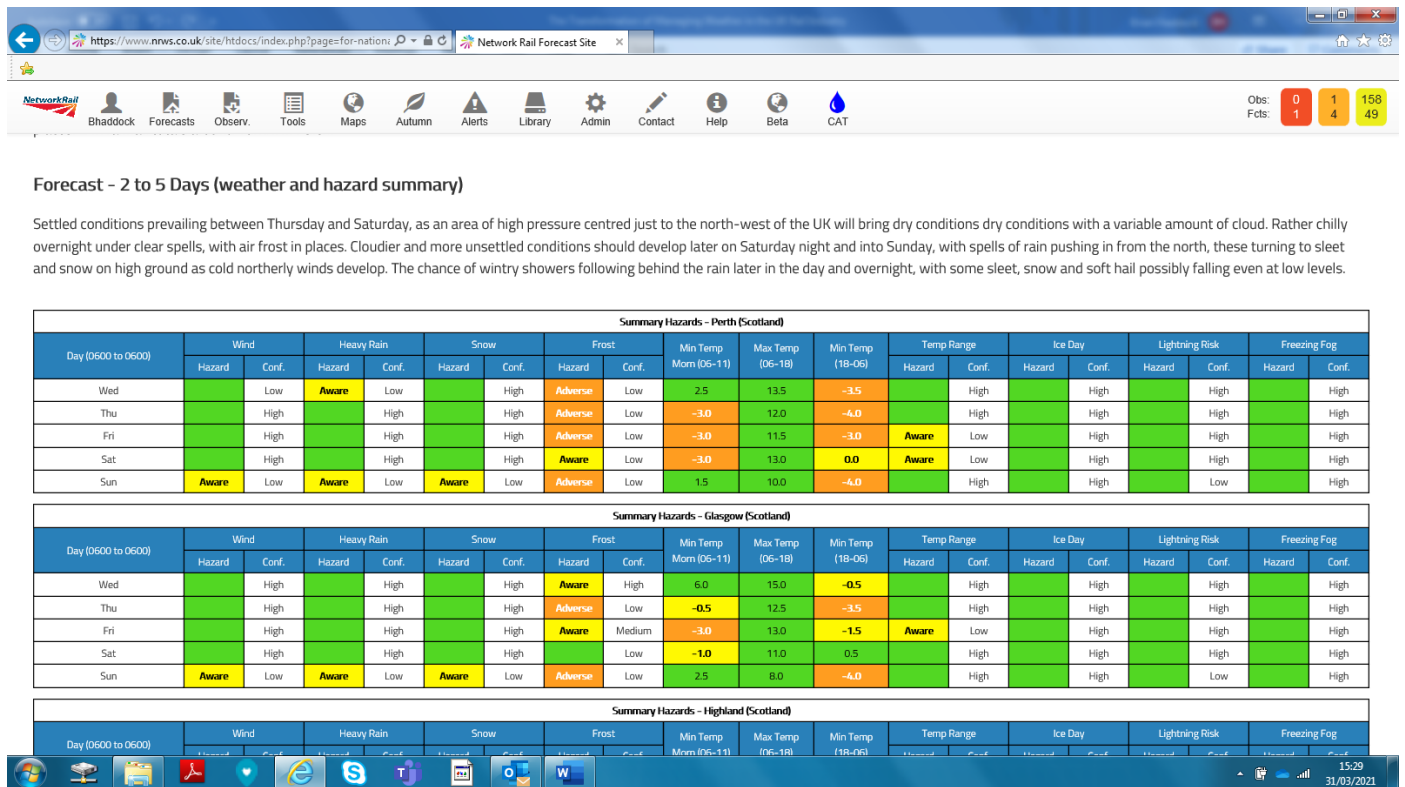 https://www.nrws.co.uk/site/htdocs/index.php?page=for-nationa
Network Rail Forecast Site
NetworkRail
Bhaddock Forecasts Observ. Tools Maps Autumn Alerts Library Admin Contact Help Beta CAT
Obs: 0 1 158
Fcts: 1 4 49
Forecast - 2 to 5 Days (weather and hazard summary)
Settled conditions prevailing between Thursday and Saturday, as an area of high pressure centred just to the north-west of the UK will bring dry conditions dry conditions with a variable amount of cloud. Rather chilly
overnight under clear spells, with air frost in places. Cloudier and more unsettled conditions should develop later on Saturday night and into Sunday, with spells of rain pushing in from the north, these turning to sleet
and snow on high ground as cold northerly winds develop. The chance of wintry showers following behind the rain later in the day and overnight, with some sleet, snow and soft hail possibly falling even at low levels.
Summary Hazards - Perth (Scotland)
Day (0600 to 0600) Wind Heavy Rain Snow Frost Min Temp Morn (06-11) Max Temp (06-18) Min Temp (18-06) Temp Range Ice Day Lightning Risk Freezing Fog
Hazard Conf. Hazard Conf. Hazard Conf. Hazard Conf. Hazard Conf. Hazard Conf. Hazard Conf. Hazard Conf.
Wed Low Aware Low High Adverse Low 2.5 13.5 -3.5 High High High High
Thu High High High Adverse Low -3.0 12.0 -4.0 High High High High
Fri High High High Adverse Low -3.0 11.5 -3.0 Aware Low High High High
Sat High High High Aware Low -3.0 13.0 0.0 Aware Low High High High
Sun Aware Low Aware Low Aware Low Adverse Low 1.5 10.0 -4.0 High High Low High
Summary Hazards - Glasgow (Scotland)
Day (0600 to 0600) Wind Heavy Rain Snow Frost Min Temp Morn (06-11) Max Temp (06-18) Min Temp (18-06) Temp Range Ice Day Lightning Risk Freezing Fog
Hazard Conf. Hazard Conf. Hazard Conf. Hazard Conf. Hazard Conf. Hazard Conf. Hazard Conf. Hazard Conf.
Wed High High High Aware High 6.0 15.0 -0.5 High High High High
Thu High High High Adverse Low -0.5 12.5 -3.5 High High High High
Fri High High High Aware Medium -3.0 13.0 -1.5 Aware Low High High High
Sat High High High Low -1.0 11.0 0.5 High High High High
Sun Aware Low Aware Low Aware Low Adverse Low 2.5 8.0 -4.0 High High Low High
Summary Hazards - Highland (Scotland)
Day (0600 to 0600) Wind Heavy Rain Snow Frost Min Temp Morn (06-11) Max Temp (06-18) Min Temp (18-06) Temp Range Ice Day Lightning Risk Freezing Fog
15:29
31/03/2021